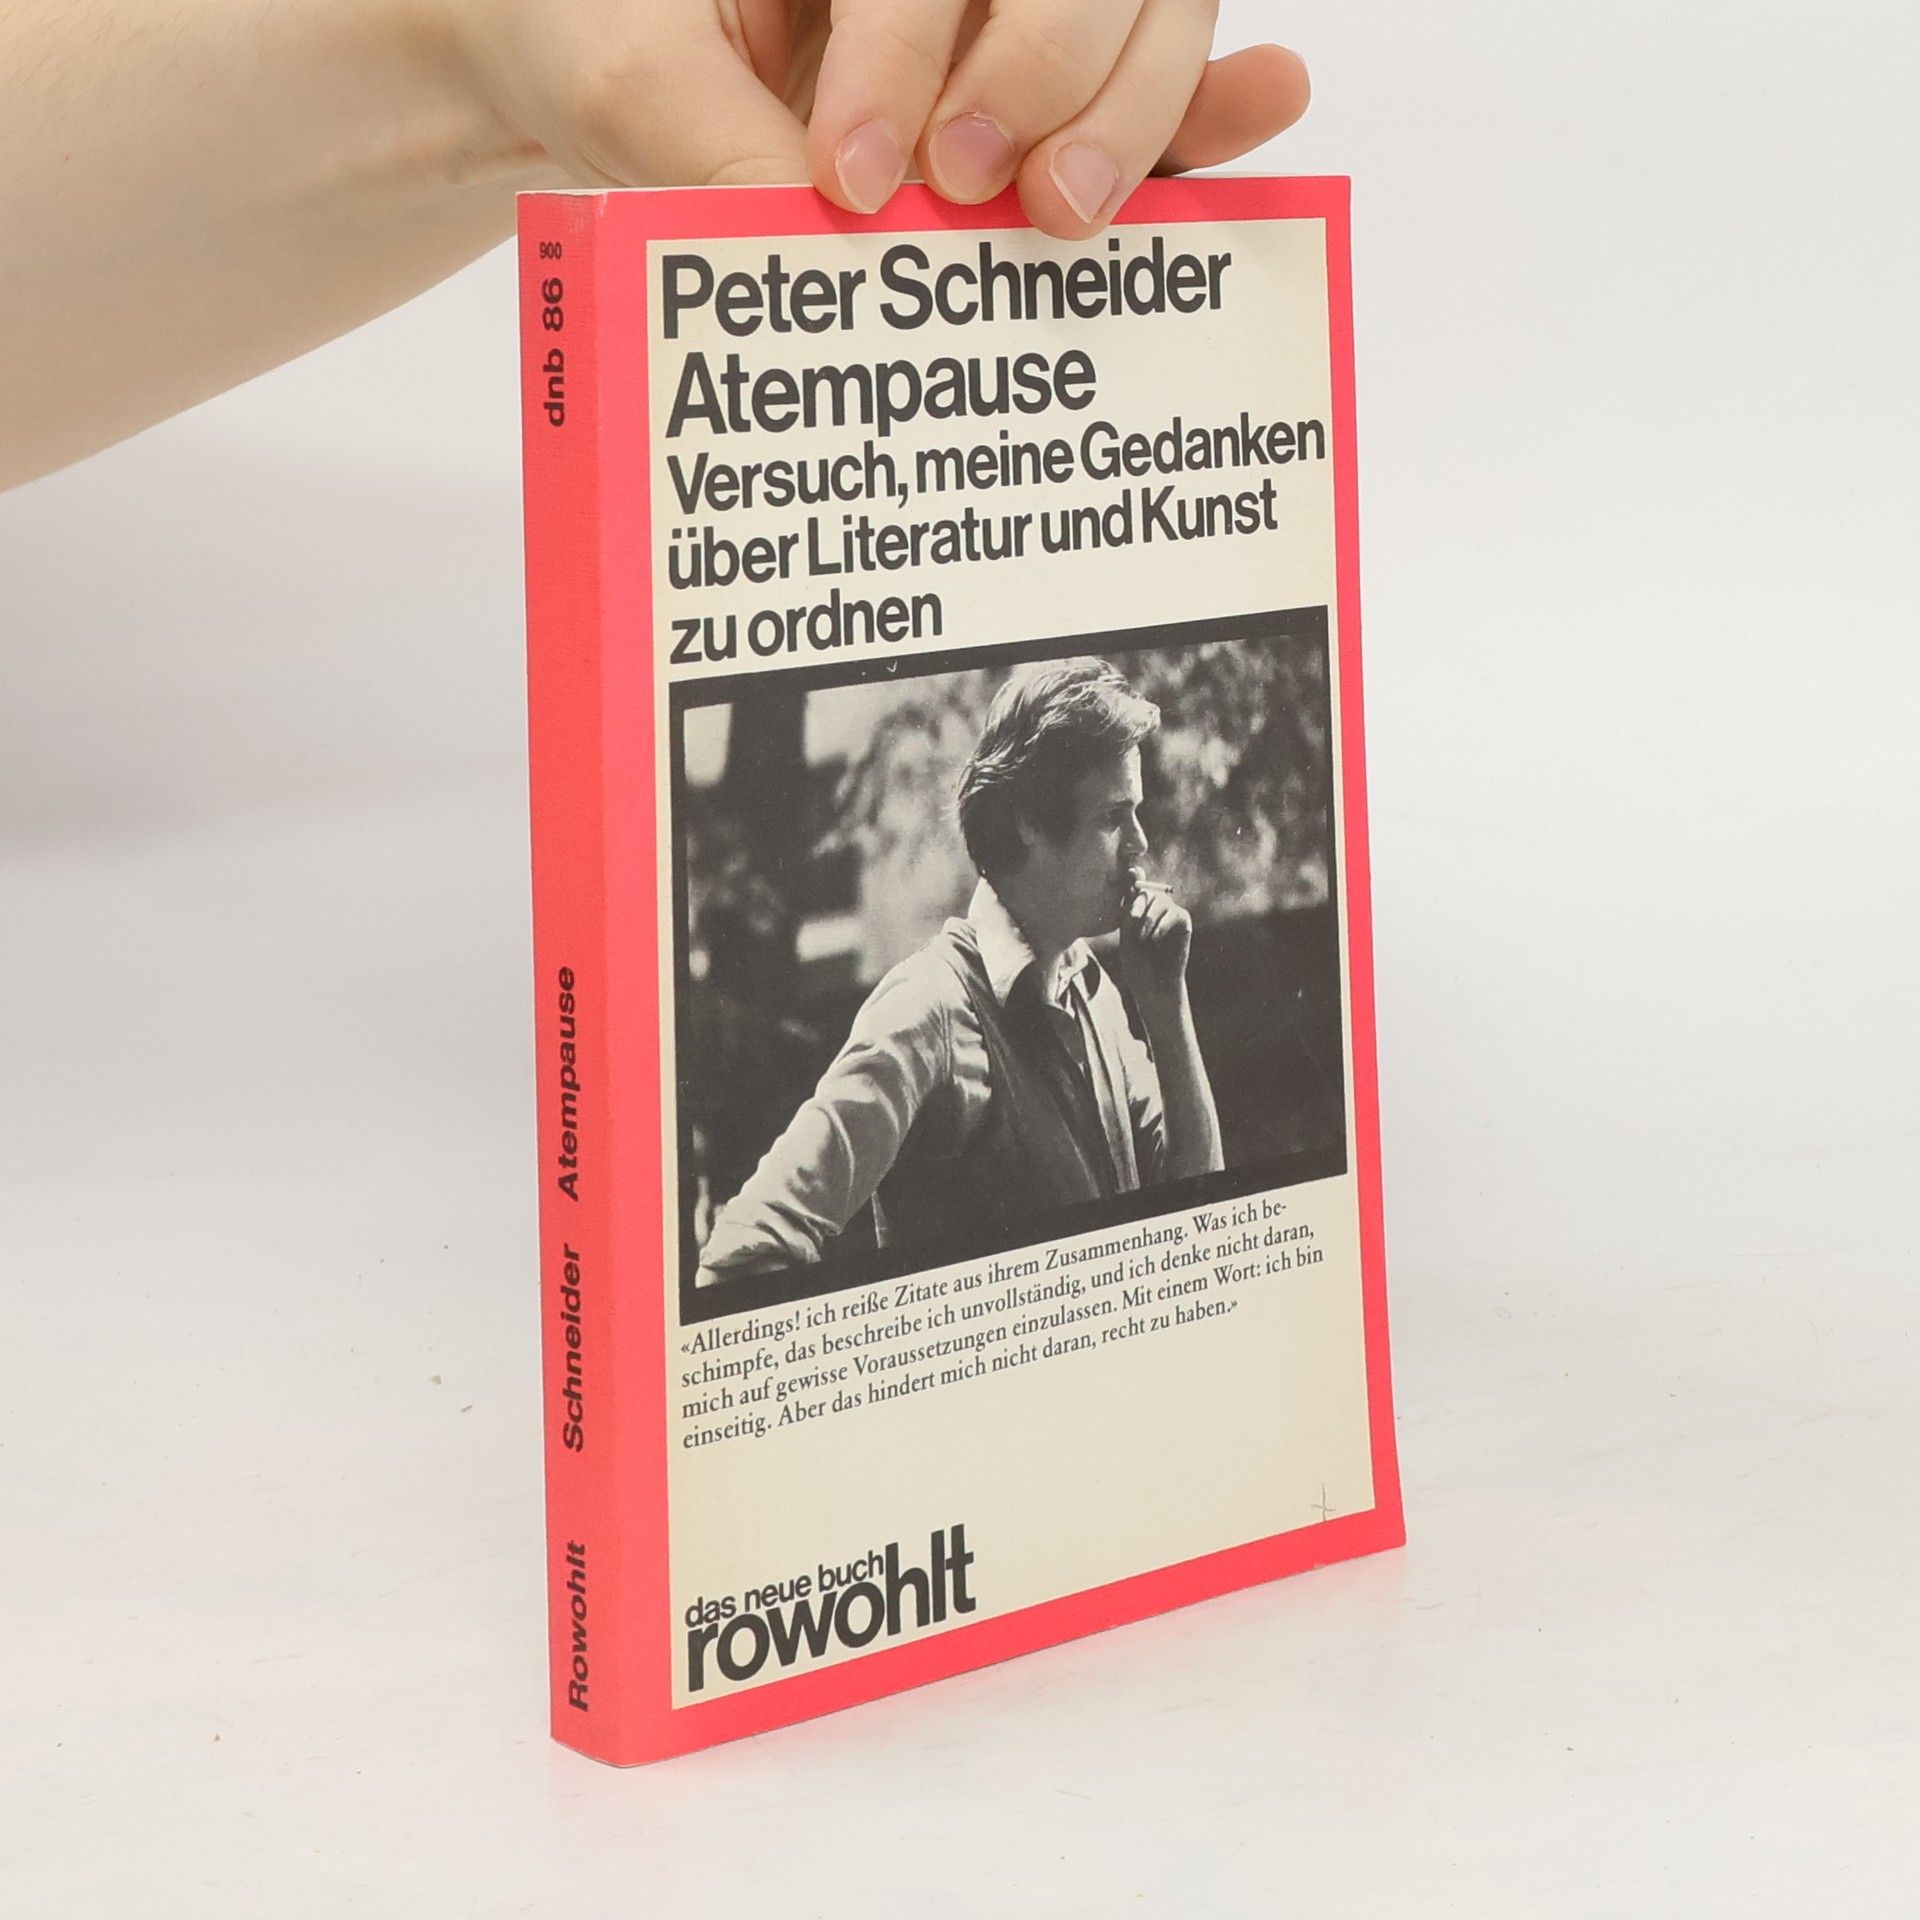 Peter Schneider
Atempause
Versuch, meine Gedanken
über Literatur und Kunst
zu ordnen
«Allerdings! ich reiße Zitate aus ihrem Zusammenhang. Was ich be-
schimpfe, das beschreibe ich unvollständig, und ich denke nicht daran,
mich auf gewisse Voraussetzungen einzulassen. Mit einem Wort: ich bin
einseitig. Aber das hindert mich nicht daran, recht zu haben.»
das neue buch
rowohlt
Rowohlt Schneider Atempause dnb 86